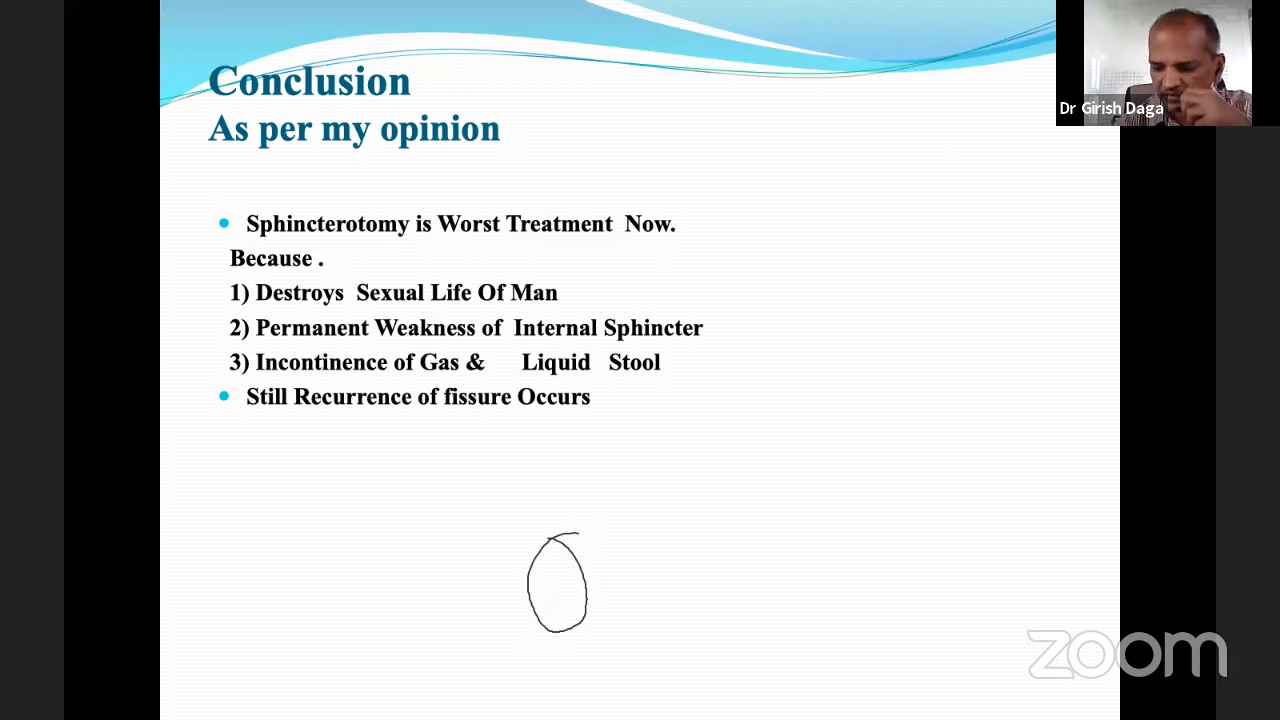 Conclusion
As per my opinion
Sphincterotomy is Worst Treatment Now.
Because .
1) Destroys Sexual Life Of Man
2) Permanent Weakness of Internal Sphincter
3) Incontinence of Gas & Liquid Stool
Still Recurrence of fissure Occurs
Dr Girish Daga
zoom